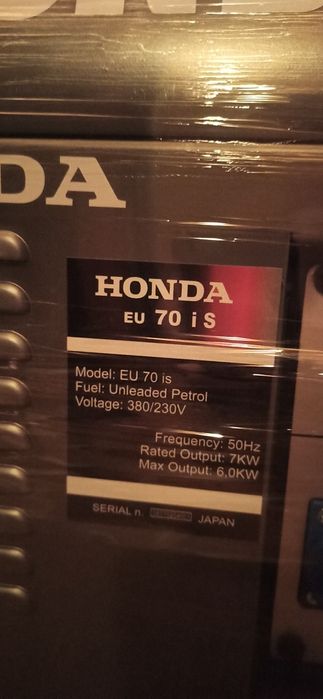 HONDA
DA
HONDA
EU 70 i S
Model: EU 70 is
Fuel: Unleaded Petrol
Voltage: 380/230V
Frequency: 50Hz
Rated Output: 7KW
Max Output: 6.0KW
SERIAL n. JAPAN